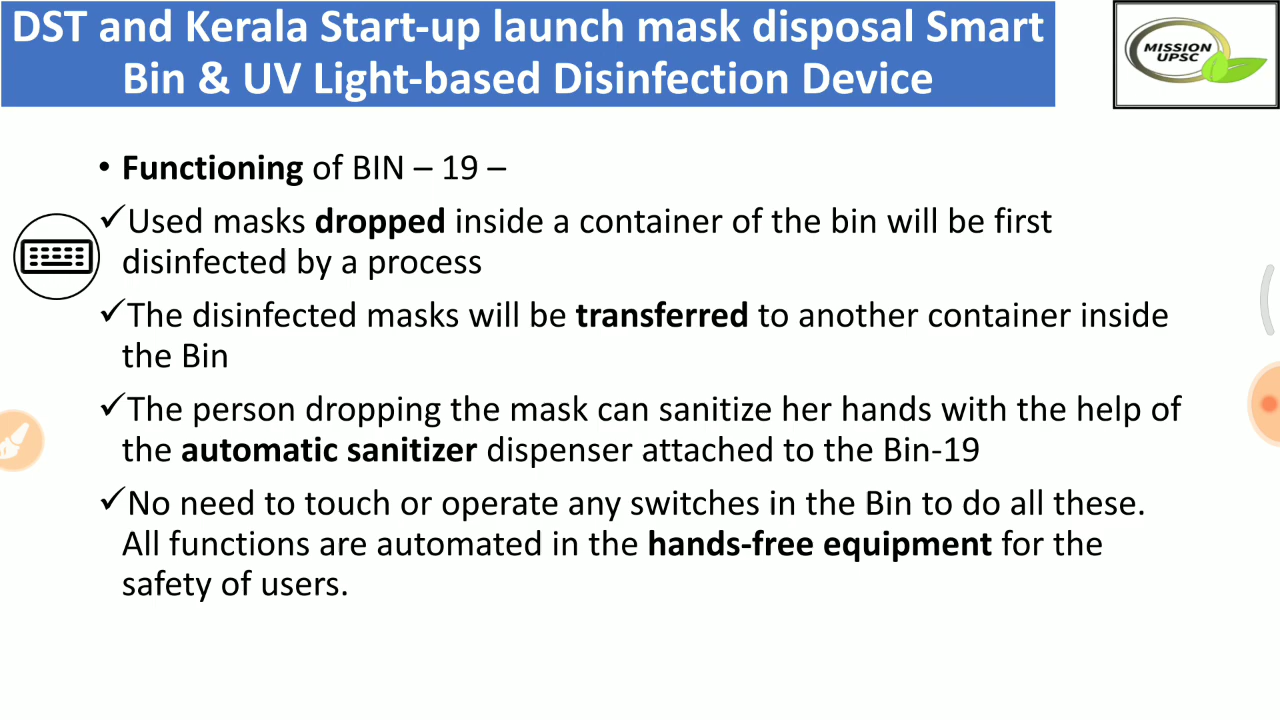 DST and Kerala Start-up launch mask disposal Smart
Bin & UV Light-based Disinfection Device
MISSION
UPSC
• Functioning of BIN – 19 –
✓Used masks dropped inside a container of the bin will be first
disinfected by a process
✓The disinfected masks will be transferred to another container inside
the Bin
✓The person dropping the mask can sanitize her hands with the help of
the automatic sanitizer dispenser attached to the Bin-19
✓No need to touch or operate any switches in the Bin to do all these.
All functions are automated in the hands-free equipment for the
safety of users.